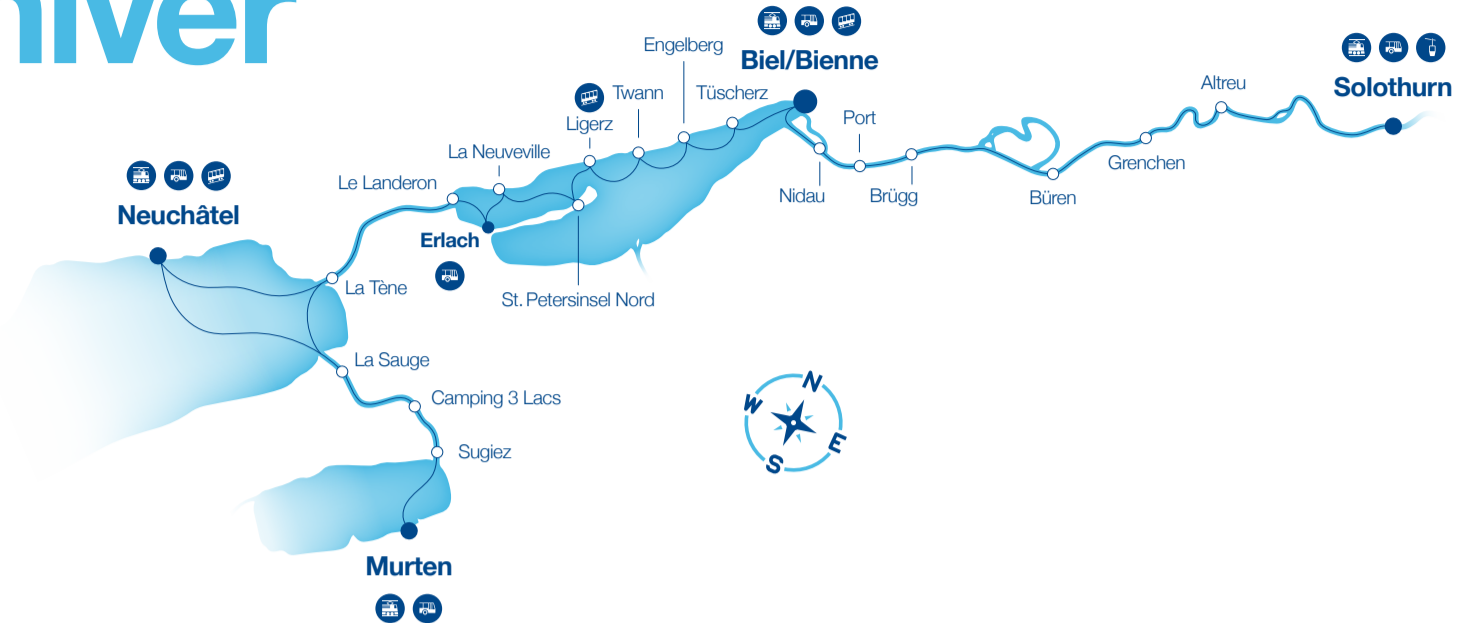 hiver
Engelberg
Biel/Bienne
Solothurn
Altreu
Twann
Tüscherz
Port
Ligerz
La Neuveville
Grenchen
Le Landeron
Nidau
Brügg
Büren
Neuchâtel
Erlach
La Tène
St. Petersinsel Nord
La Sauge
Camping 3 Lacs
N
W
E
S
Sugiez
Murten